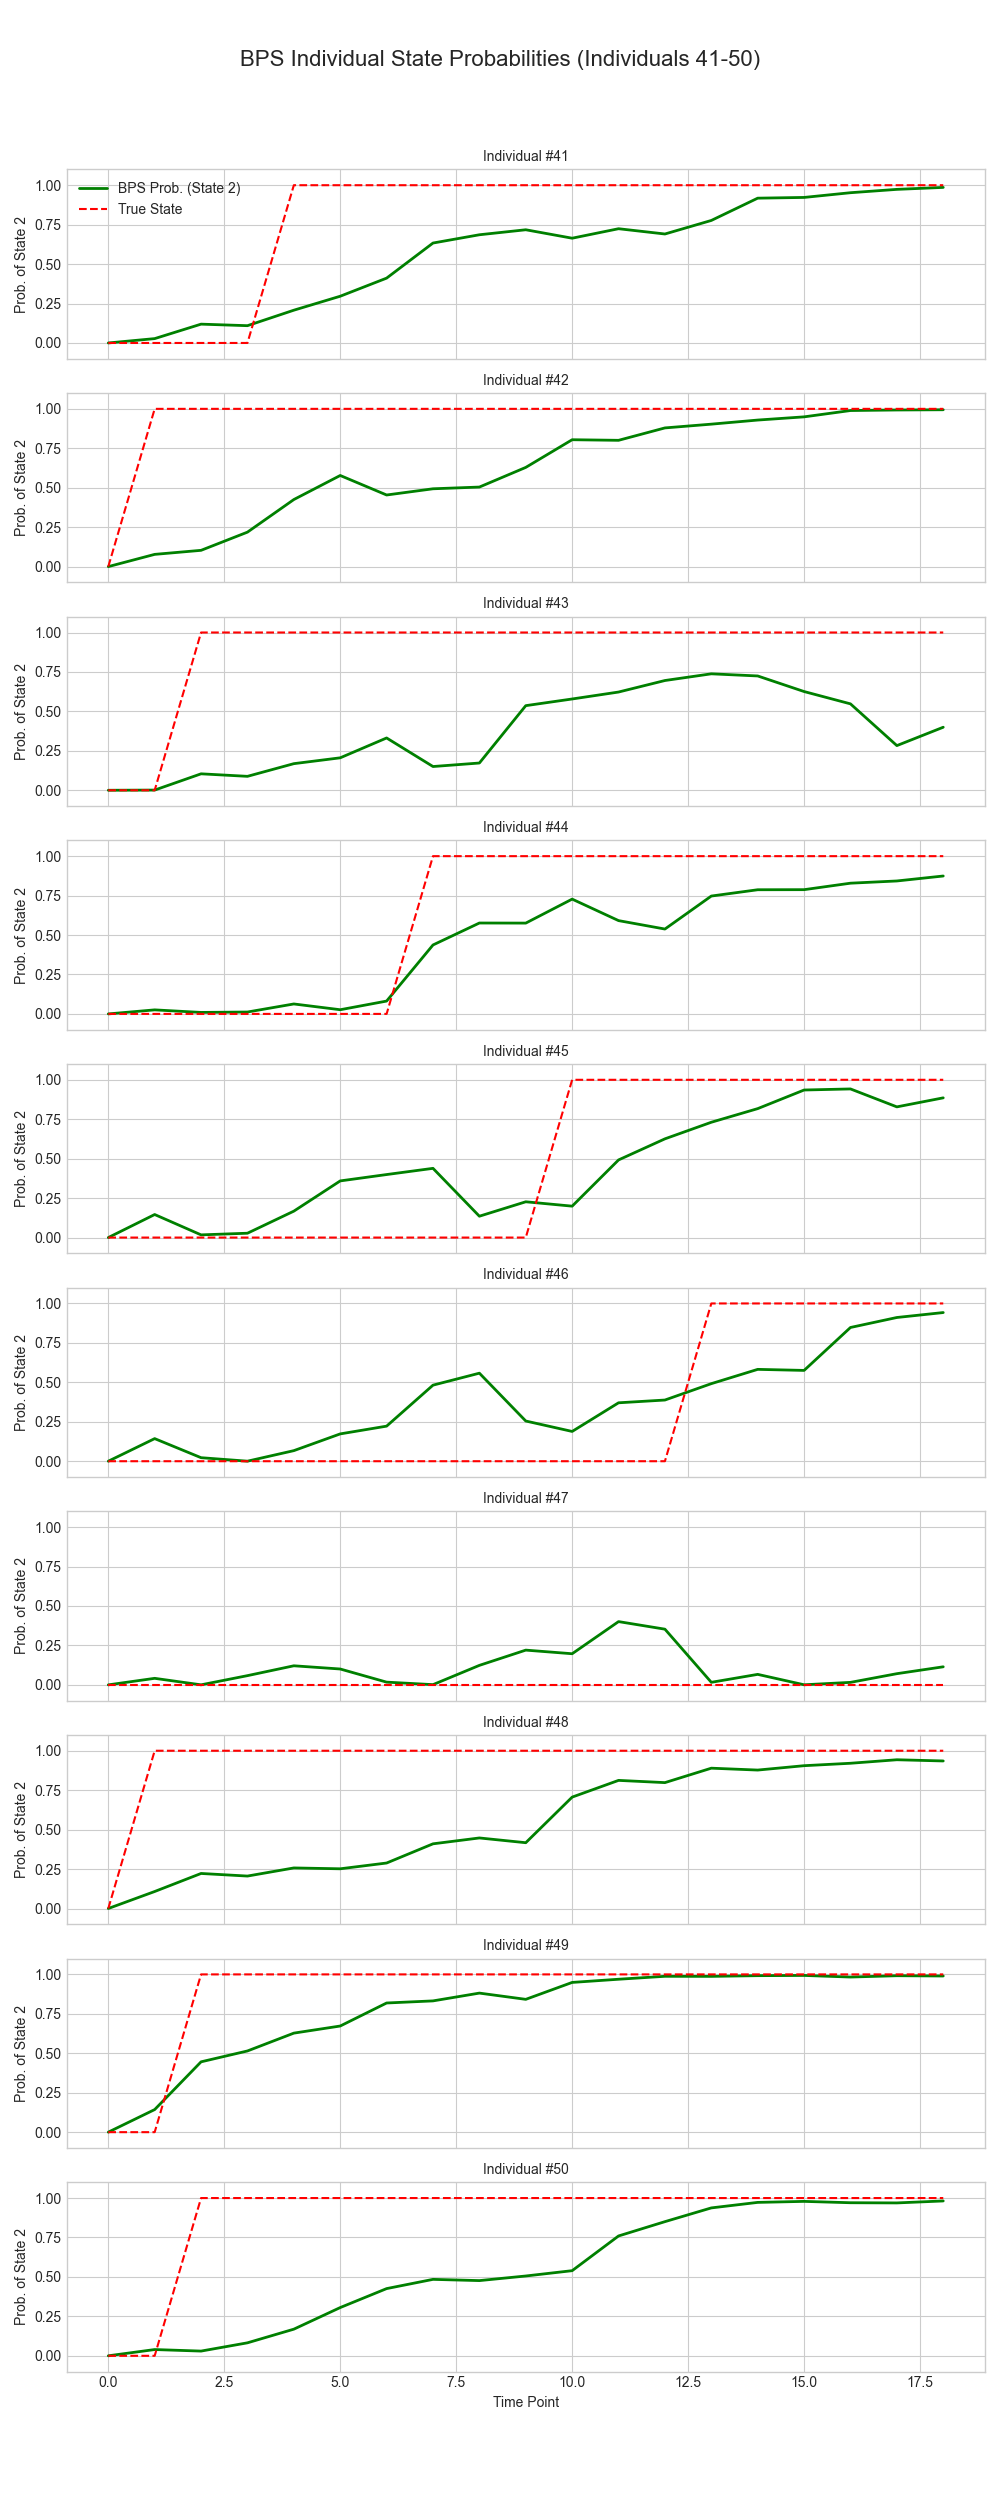 BPS Individual State Probabilities (Individuals 41-50)
Individual #41
BPS Prob. (State 2)
True State
Prob. of State 2
1.00
0.75
0.50
0.25
0.00
Individual #42
Prob. of State 2
1.00
0.75
0.50
0.25
0.00
Individual #43
Prob. of State 2
1.00
0.75
0.50
0.25
0.00
Individual #44
Prob. of State 2
1.00
0.75
0.50
0.25
0.00
Individual #45
Prob. of State 2
1.00
0.75
0.50
0.25
0.00
Individual #46
Prob. of State 2
1.00
0.75
0.50
0.25
0.00
Individual #47
Prob. of State 2
1.00
0.75
0.50
0.25
0.00
Individual #48
Prob. of State 2
1.00
0.75
0.50
0.25
0.00
Individual #49
Prob. of State 2
1.00
0.75
0.50
0.25
0.00
Individual #50
Prob. of State 2
1.00
0.75
0.50
0.25
0.00
0.0 2.5 5.0 7.5 10.0 12.5 15.0 17.5
Time Point